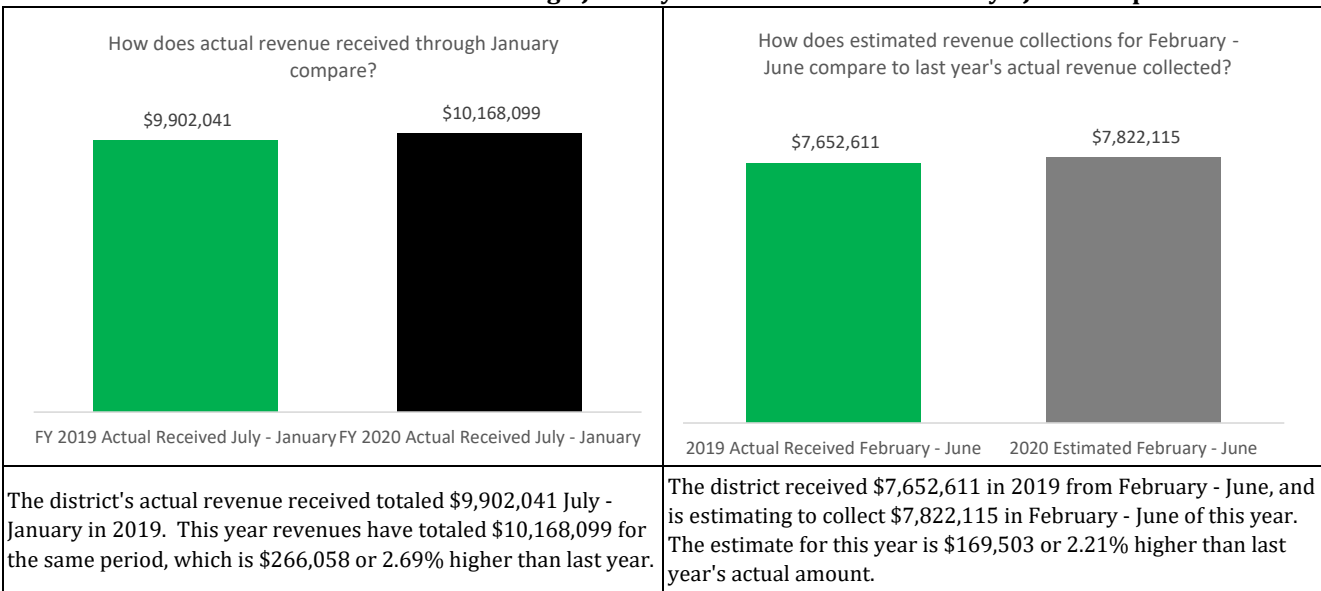 How does actual revenue received through January
compare?
$9,902,041
$10,168,099
FY 2019 Actual Received July - January
FY 2020 Actual Received July - January
The district's actual revenue received totaled $9,902,041 July -
January in 2019.  This year revenues have totaled $10,168,099 for
the same period, which is $266,058 or 2.69% higher than last year.
How does estimated revenue collections for February -
June compare to last year's actual revenue collected?
$7,652,611
$7,822,115
2019 Actual Received February - June
2020 Estimated February - June
The district received $7,652,611 in 2019 from February - June, and
is estimating to collect $7,822,115 in February - June of this year.
The estimate for this year is $169,503 or 2.21% higher than last
year's actual amount.